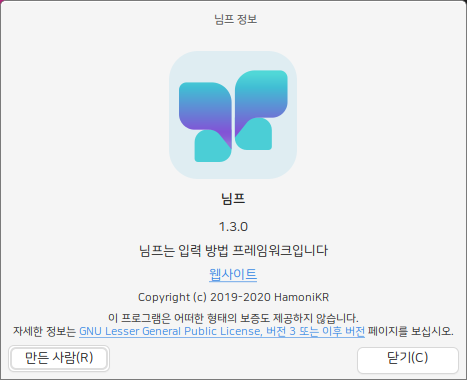 님프 정보
님프
1.3.0
님프는 입력 방법 프레임워크입니다
웹사이트
Copyright (c) 2019-2020 HamoniKR
이 프로그램은 어떠한 형태의 보증도 제공하지 않습니다.
자세한 정보는 GNU Lesser General Public License, 버전 3 또는 이후 버전 페이지를 보십시오.
만든 사람(R)
닫기(C)